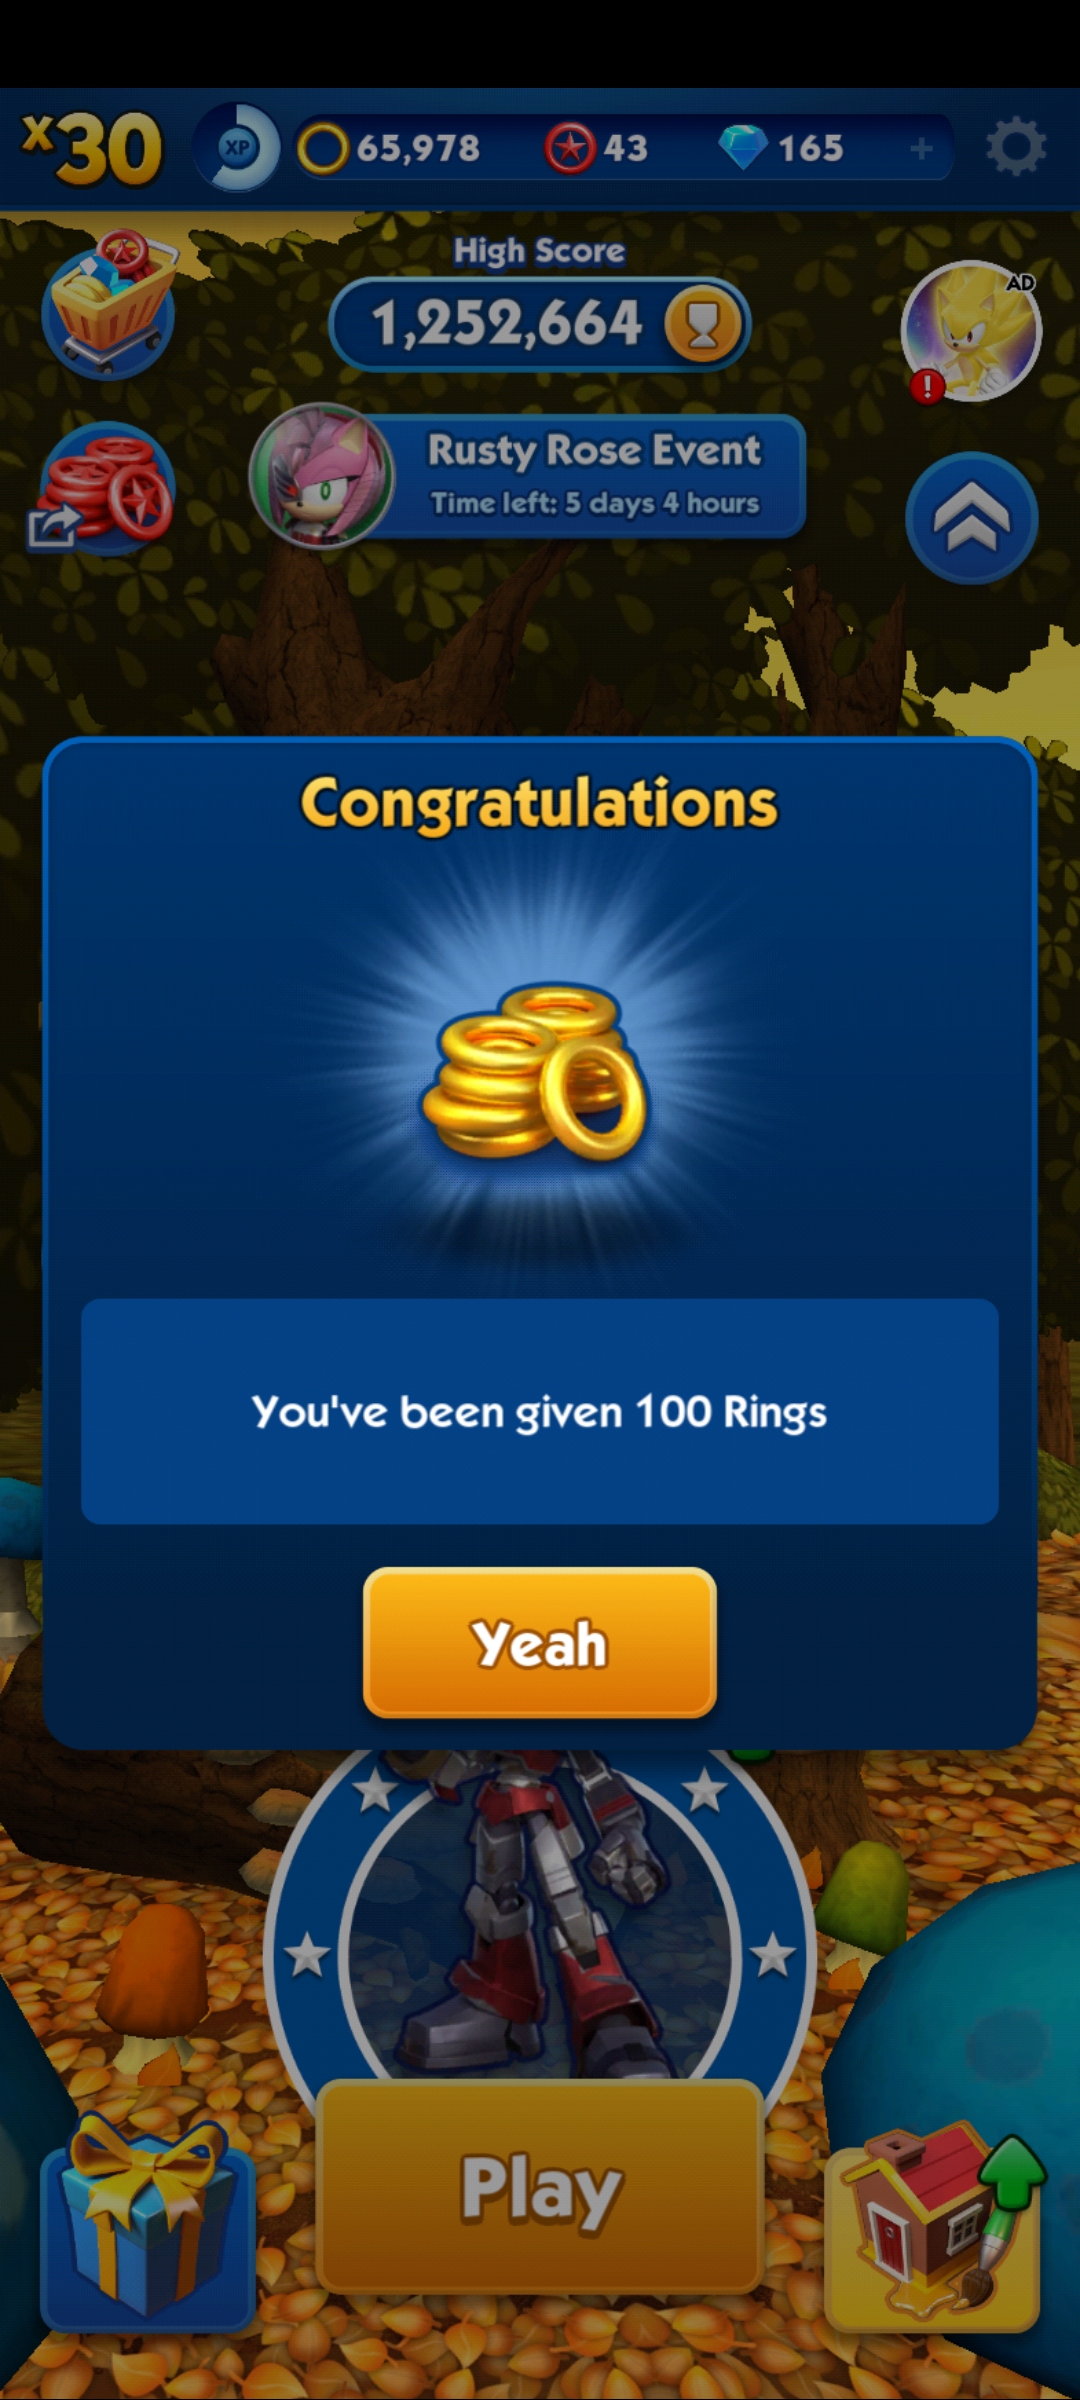 x30
XP
65,978
43
165
+
High Score
1,252,664
AD
!
Rusty Rose Event
Time left: 5 days 4 hours
Congratulations
You've been given 100 Rings
Yeah
Play